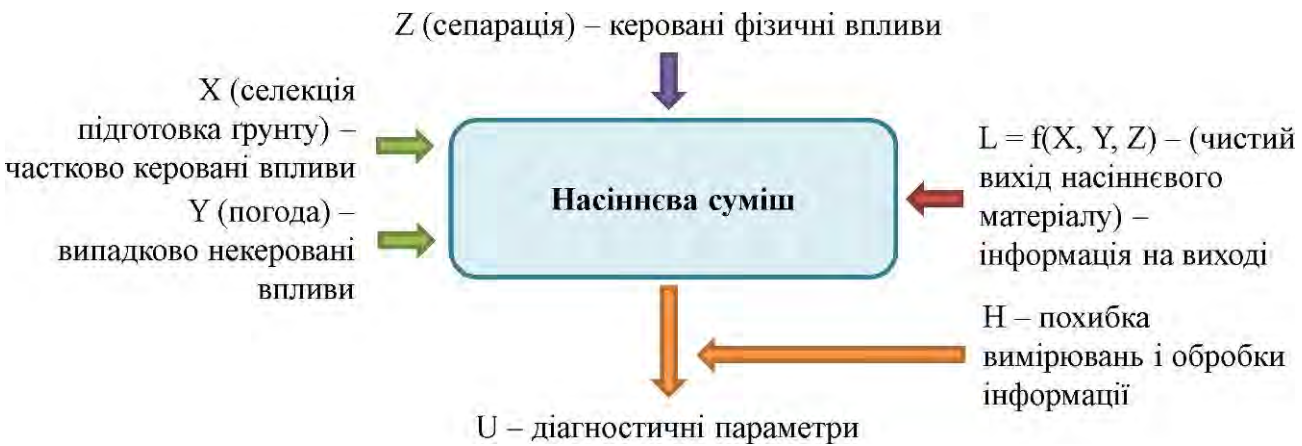 Z (сепарація) – керовані фізичні впливи
X (селекція
підготовка ґрунту) –
частково керовані впливи
Y (погода) –
випадково некеровані
впливи
Насіннєва суміш
L = f(X, Y, Z) – (чистий
вихід насіннєвого
матеріалу) –
інформація на виході
H – похибка
вимірювань і обробки
інформації
U – діагностичні параметри